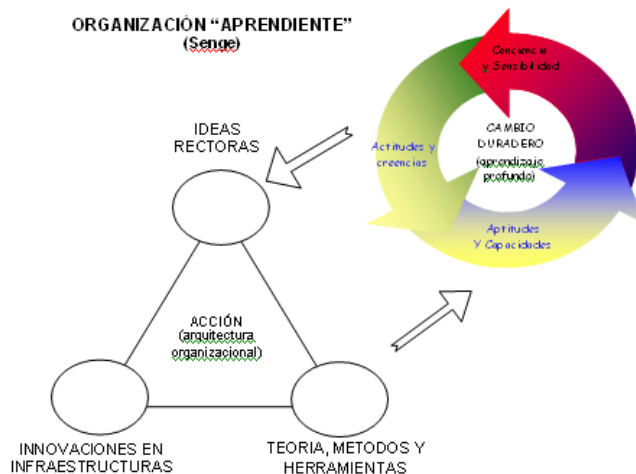 ORGANIZACIÓN “APRENDIENTE”
(Senge)
Conciencia
y Sensibilidad
IDEAS
RECTORAS
CAMBIO
DURADERO
(aprendizaje
profundo)
Actitudes y
creencias
Aptitudes
Y Capacidades
ACCIÓN
(arquitectura
organizacional)
INNOVACIONES EN
INFRAESTRUCTURAS
TEORIA, METODOS Y
HERRAMIENTAS